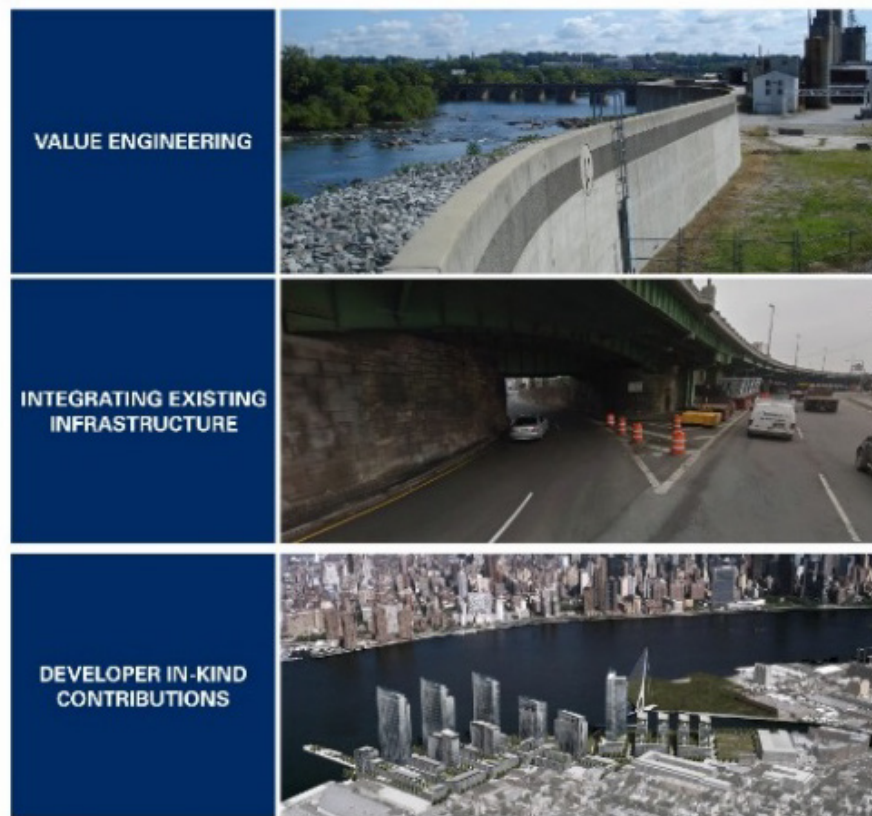 VALUE ENGINEERING
INTEGRATING EXISTING
INFRASTRUCTURE
DEVELOPER IN-KIND
CONTRIBUTIONS